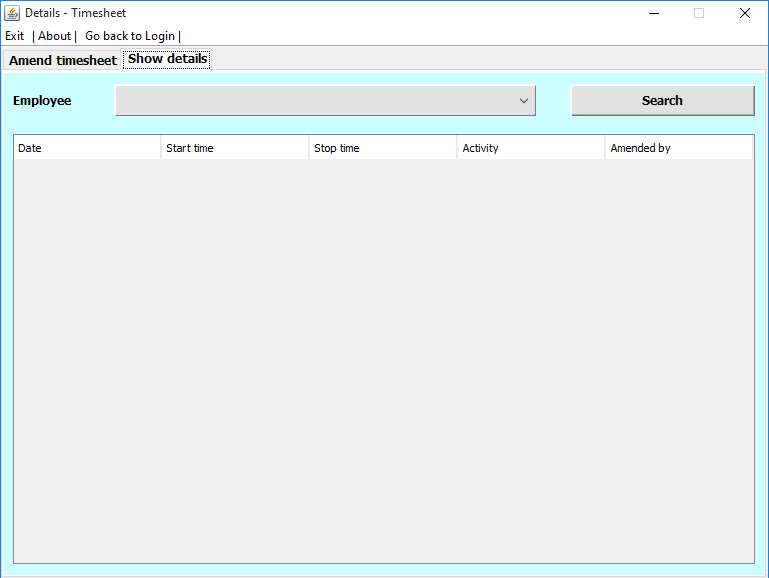 Details - Timesheet
Exit | About | Go back to Login |
Amend timesheet Show details
Employee Search
Date Start time Stop time Activity Amended by